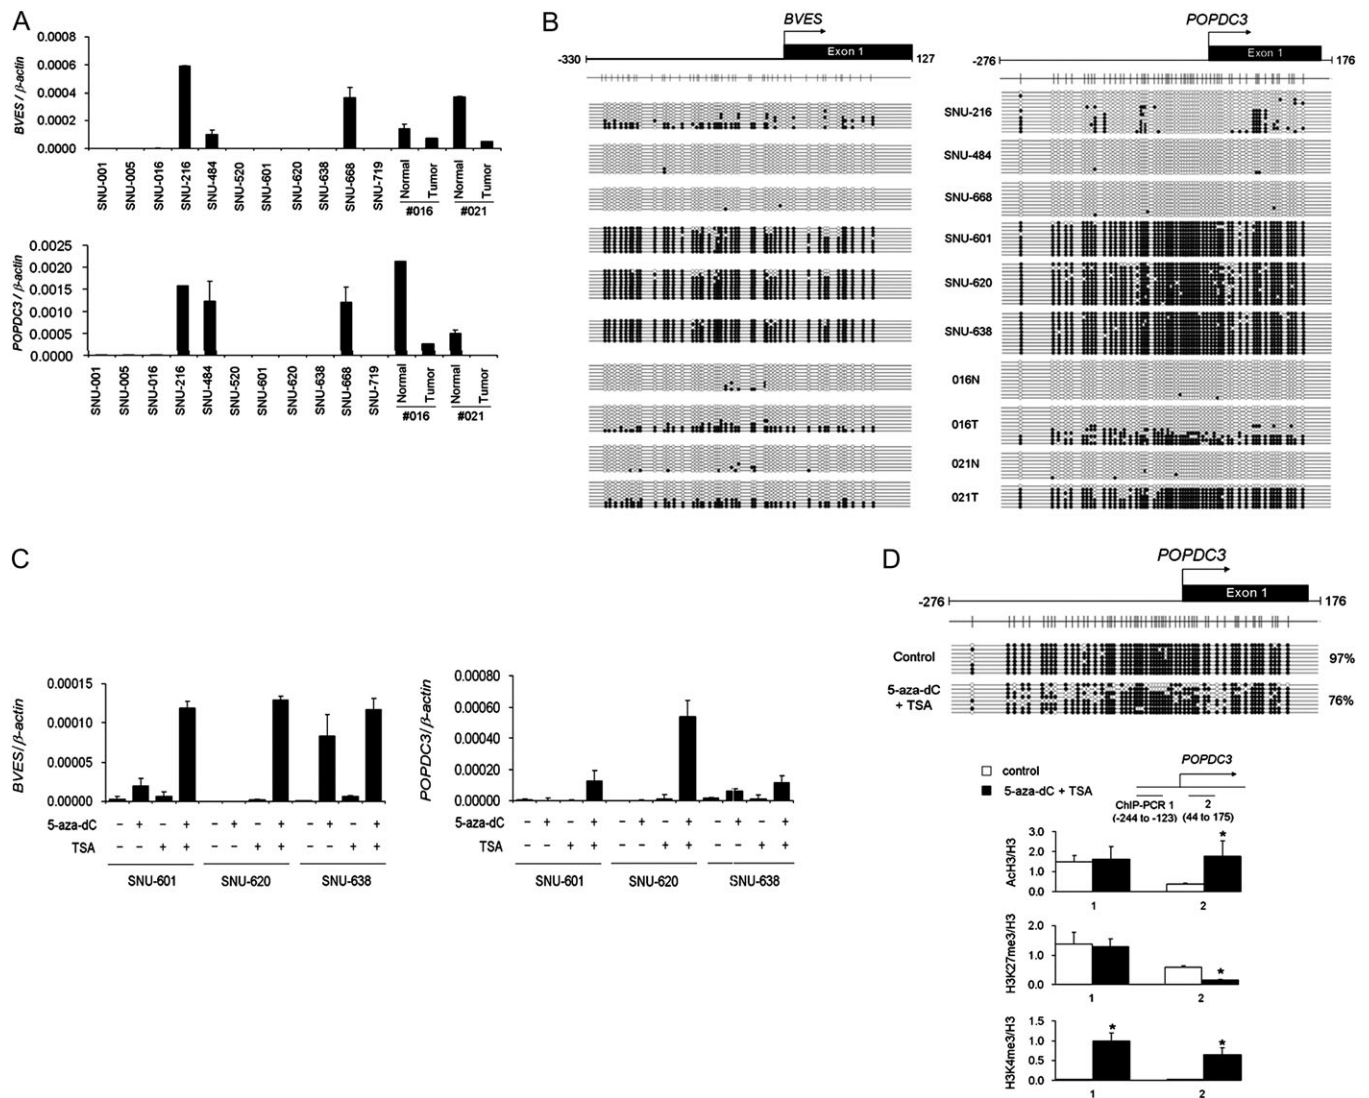 A
BVES / β-actin
0.0008
0.0006
0.0004
0.0002
0.0000
SNU-001
SNU-005
SNU-016
SNU-216
SNU-484
SNU-520
SNU-601
SNU-620
SNU-638
SNU-668
SNU-719
Normal
Tumor
Normal
Tumor
#016
#021
POPDC3 / β-actin
0.0025
0.0020
0.0015
0.0010
0.0005
0.0000
SNU-001
SNU-005
SNU-016
SNU-216
SNU-484
SNU-520
SNU-601
SNU-620
SNU-638
SNU-668
SNU-719
Normal
Tumor
Normal
Tumor
#016
#021
B
BVES
Exon 1
-330
127
POPDC3
Exon 1
-276
176
SNU-216
SNU-484
SNU-668
SNU-601
SNU-620
SNU-638
016N
016T
021N
021T
C
BVES/β-actin
0.00015
0.00010
0.00005
0.00000
5-aza-dC − + − + − + − + − + − +
TSA − − + + − − + + − − + +
SNU-601 SNU-620 SNU-638
POPDC3/β-actin
0.00080
0.00060
0.00040
0.00020
0.00000
5-aza-dC − + − + − + − + − + − +
TSA − − + + − − + + − − + +
SNU-601 SNU-620 SNU-638
D
POPDC3
Exon 1
-276
176
Control
97%
5-aza-dC
+ TSA
76%
control
5-aza-dC + TSA
POPDC3
ChIP-PCR 1
(-244 to -123)
2
(44 to 175)
AcH3/H3
3.0
2.0
1.0
0.0
*
1 2
H3K27me3/H3
2.0
1.0
0.0
*
1 2
H3K4me3/H3
1.5
1.0
0.5
0.0
* *
1 2